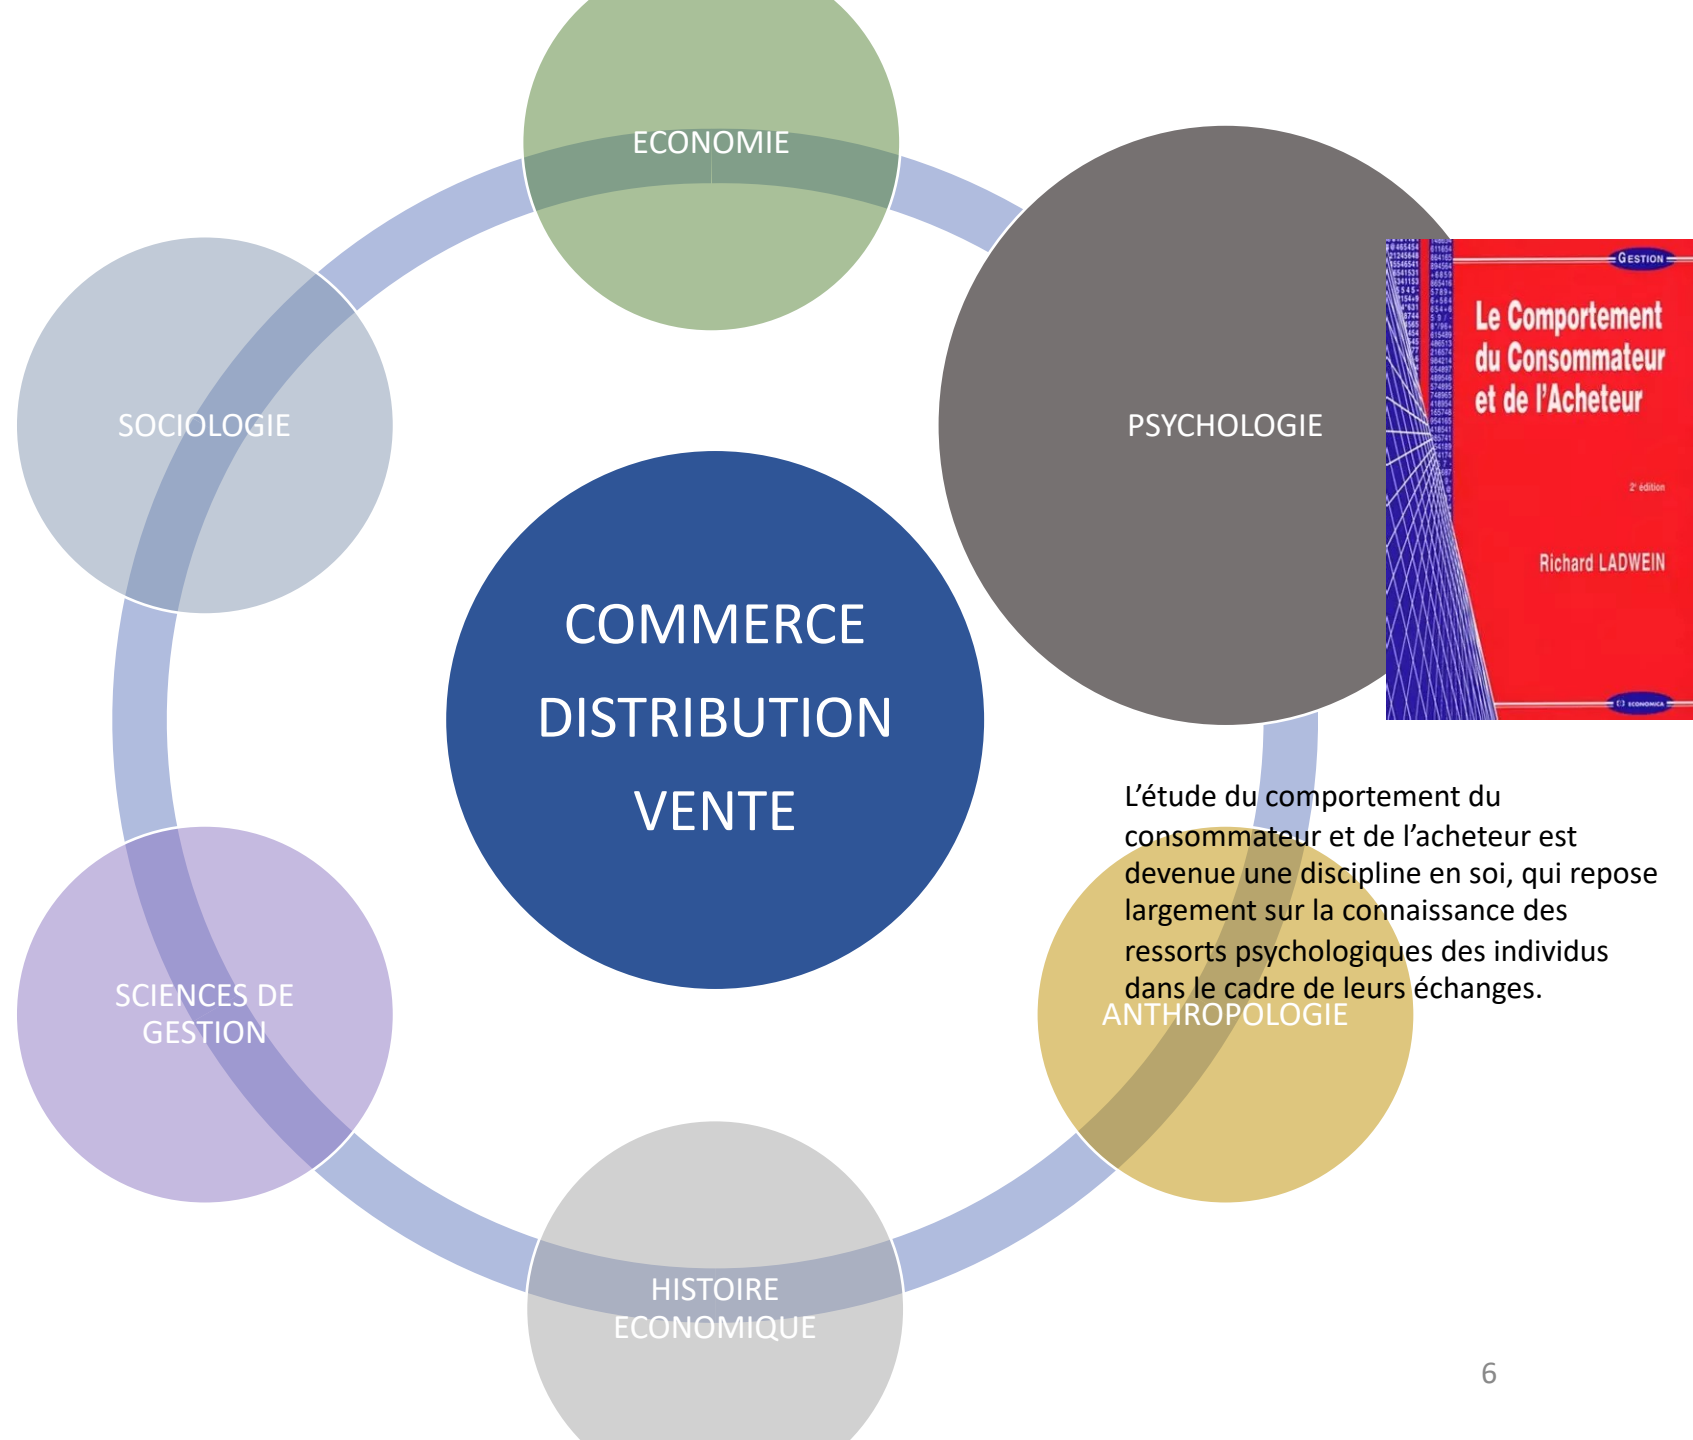 ECONOMIE
PSYCHOLOGIE
SOCIOLOGIE
GESTION
Le Comportement
du Consommateur
et de l'Acheteur
2e édition
Richard LADWEIN
ECONOMICA
COMMERCE
DISTRIBUTION
VENTE
L’étude du comportement du
consommateur et de l’acheteur est
devenue une discipline en soi, qui repose
largement sur la connaissance des
ressorts psychologiques des individus
dans le cadre de leurs échanges.
ANTHROPOLOGIE
SCIENCES DE
GESTION
HISTOIRE
ECONOMIQUE
6